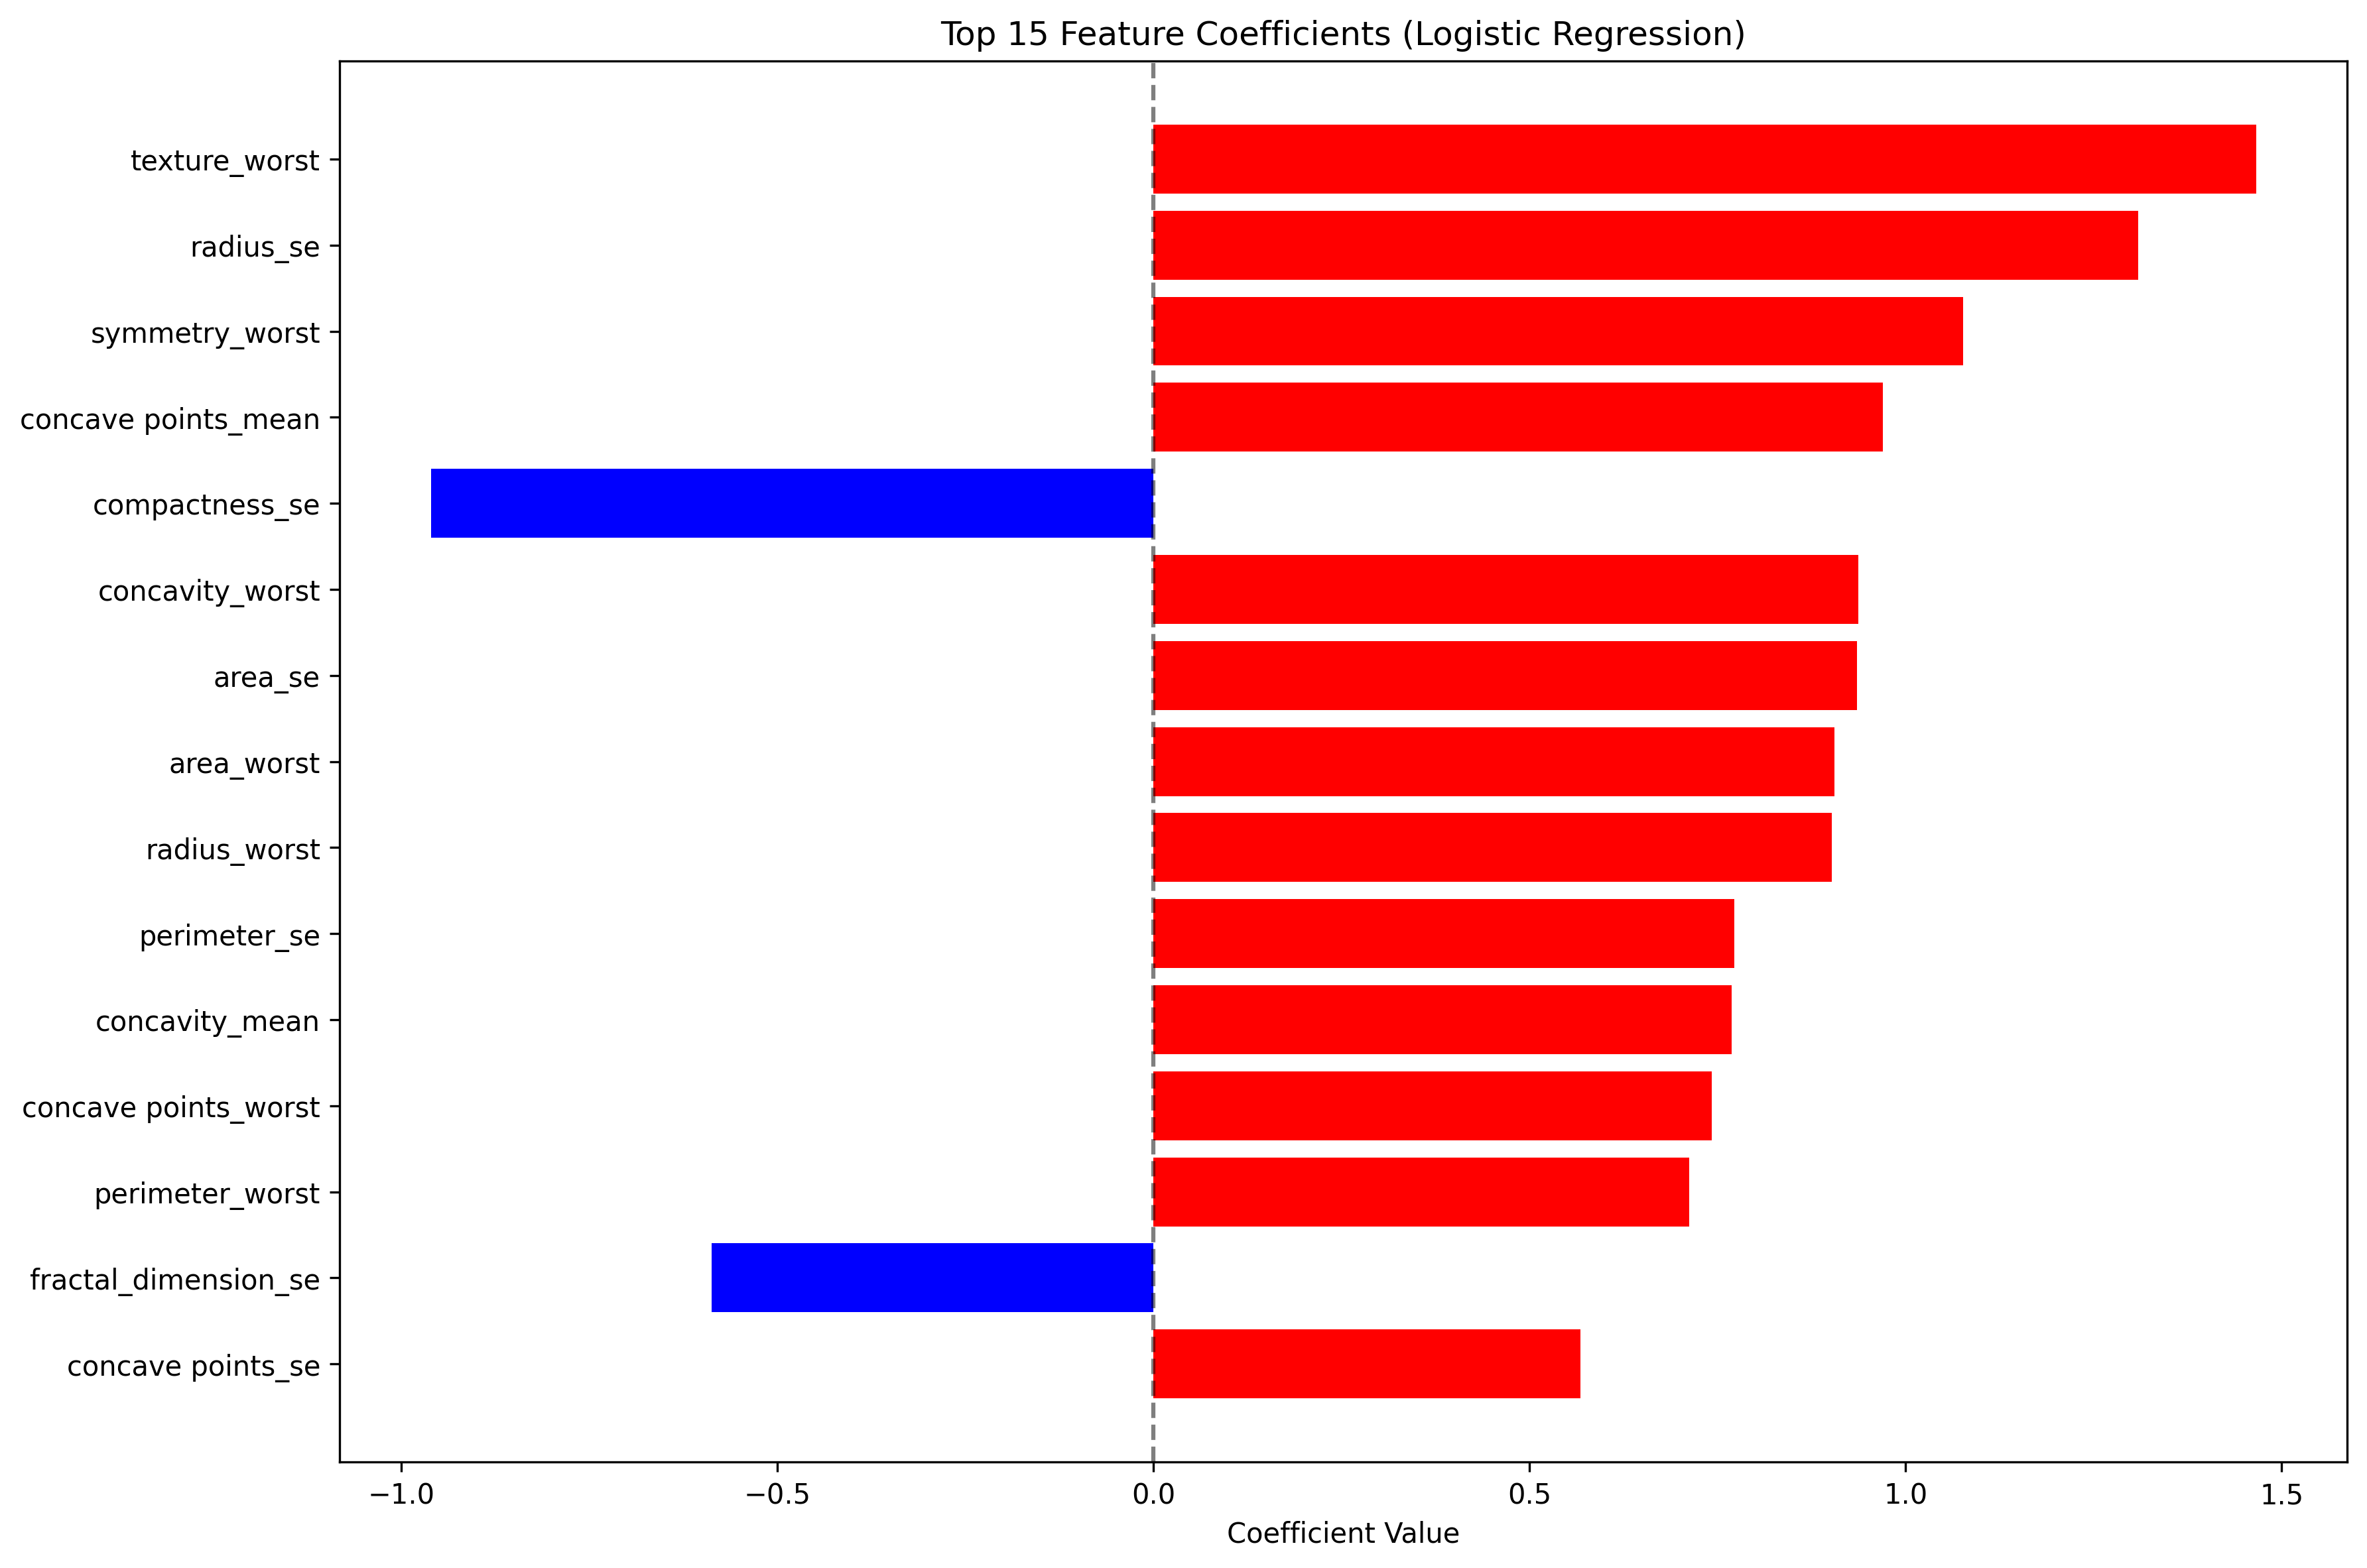 Top 15 Feature Coefficients (Logistic Regression)
texture_worst
radius_se
symmetry_worst
concave points_mean
compactness_se
concavity_worst
area_se
area_worst
radius_worst
perimeter_se
concavity_mean
concave points_worst
perimeter_worst
fractal_dimension_se
concave points_se
−1.0 −0.5 0.0 0.5 1.0 1.5
Coefficient Value